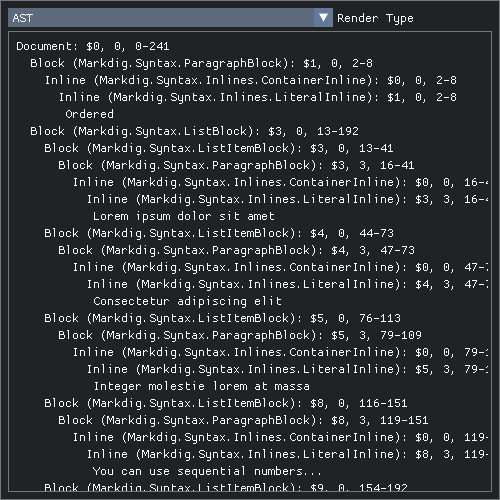 AST
Render Type
Document: $0, 0, 0-241
Block (Markdig.Syntax.ParagraphBlock): $1, 0, 2-8
Inline (Markdig.Syntax.Inlines.ContainerInline): $0, 0, 2-8
Inline (Markdig.Syntax.Inlines.LiteralInline): $1, 0, 2-8
Ordered
Block (Markdig.Syntax.ListBlock): $3, 0, 13-192
Block (Markdig.Syntax.ListItemBlock): $3, 0, 13-41
Block (Markdig.Syntax.ParagraphBlock): $3, 3, 16-41
Inline (Markdig.Syntax.Inlines.ContainerInline): $0, 0, 16-4
Inline (Markdig.Syntax.Inlines.LiteralInline): $3, 3, 16-4
Lorem ipsum dolor sit amet
Block (Markdig.Syntax.ListItemBlock): $4, 0, 44-73
Block (Markdig.Syntax.ParagraphBlock): $4, 3, 47-73
Inline (Markdig.Syntax.Inlines.ContainerInline): $0, 0, 47-7
Inline (Markdig.Syntax.Inlines.LiteralInline): $4, 3, 47-7
Consectetur adipiscing elit
Block (Markdig.Syntax.ListItemBlock): $5, 0, 76-113
Block (Markdig.Syntax.ParagraphBlock): $5, 3, 79-109
Inline (Markdig.Syntax.Inlines.ContainerInline): $0, 0, 79-1
Inline (Markdig.Syntax.Inlines.LiteralInline): $5, 3, 79-1
Integer molestie lorem at massa
Block (Markdig.Syntax.ListItemBlock): $8, 0, 116-151
Block (Markdig.Syntax.ParagraphBlock): $8, 3, 119-151
Inline (Markdig.Syntax.Inlines.ContainerInline): $0, 0, 119-
Inline (Markdig.Syntax.Inlines.LiteralInline): $8, 3, 119-
You can use sequential numbers...
Block (Markdig.Syntax.ListItemBlock): $9, 0, 154-192